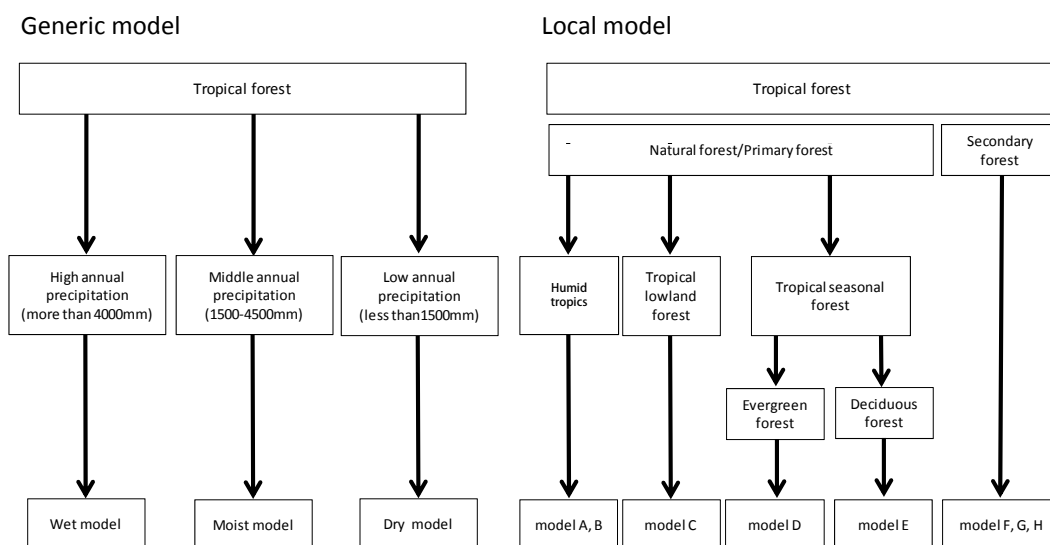 Generic model
Tropical forest
High annual
precipitation
(more than 4000mm)
Middle annual
precipitation
(1500-4500mm)
Low annual
precipitation
(less than1500mm)
Wet model
Moist model
Dry model
Local model
Tropical forest
Natural forest/Primary forest
Secondary
forest
Humid
tropics
Tropical
lowland
forest
Tropical seasonal
forest
Evergreen
forest
Deciduous
forest
model A, B
model C
model D
model E
model F, G, H